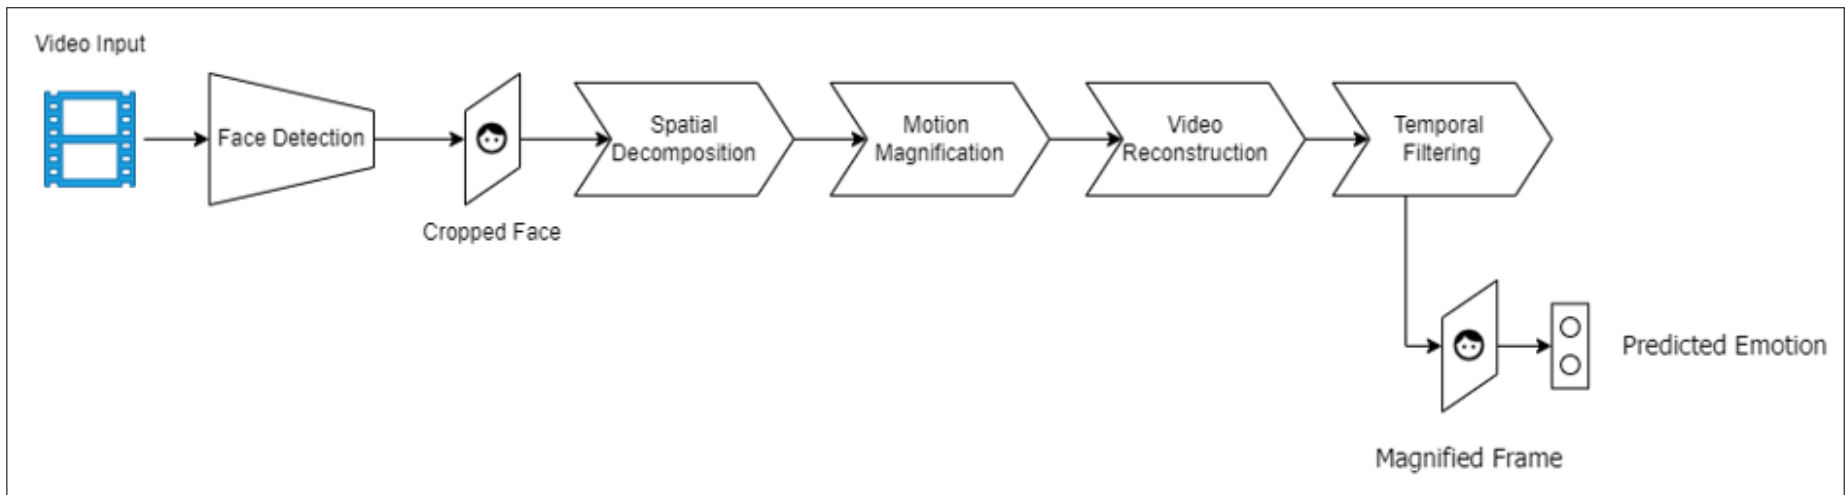 Video Input
Face Detection
Cropped Face
Spatial
Decomposition
Motion
Magnification
Video
Reconstruction
Temporal
Filtering
Predicted Emotion
Magnified Frame